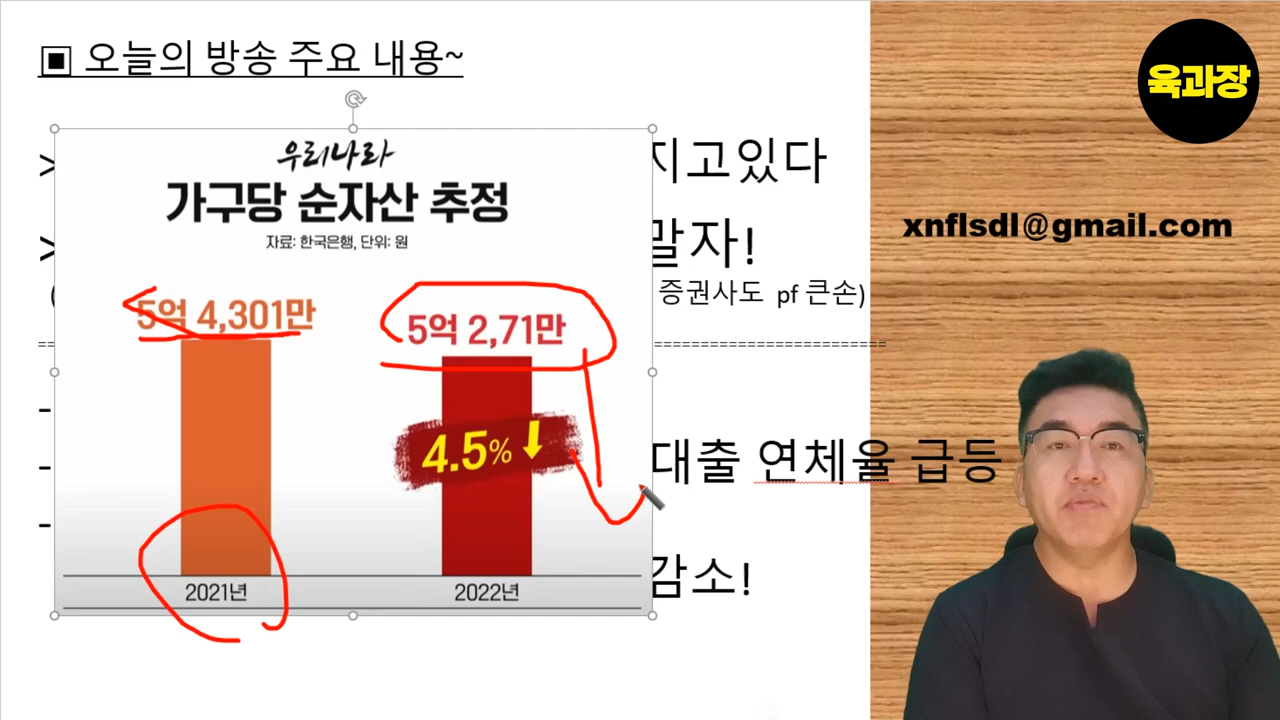 ▣ 오늘의 방송 주요 내용~
육과장
xnflsdl@gmail.com
지고있다
말자!
증권사도 pf 큰손)
우리나라
가구당 순자산 추정
자료: 한국은행, 단위: 원
5억 4,301만
5억 2,71만
4.5%
2021년
2022년
대출 연체율 급등
감소!